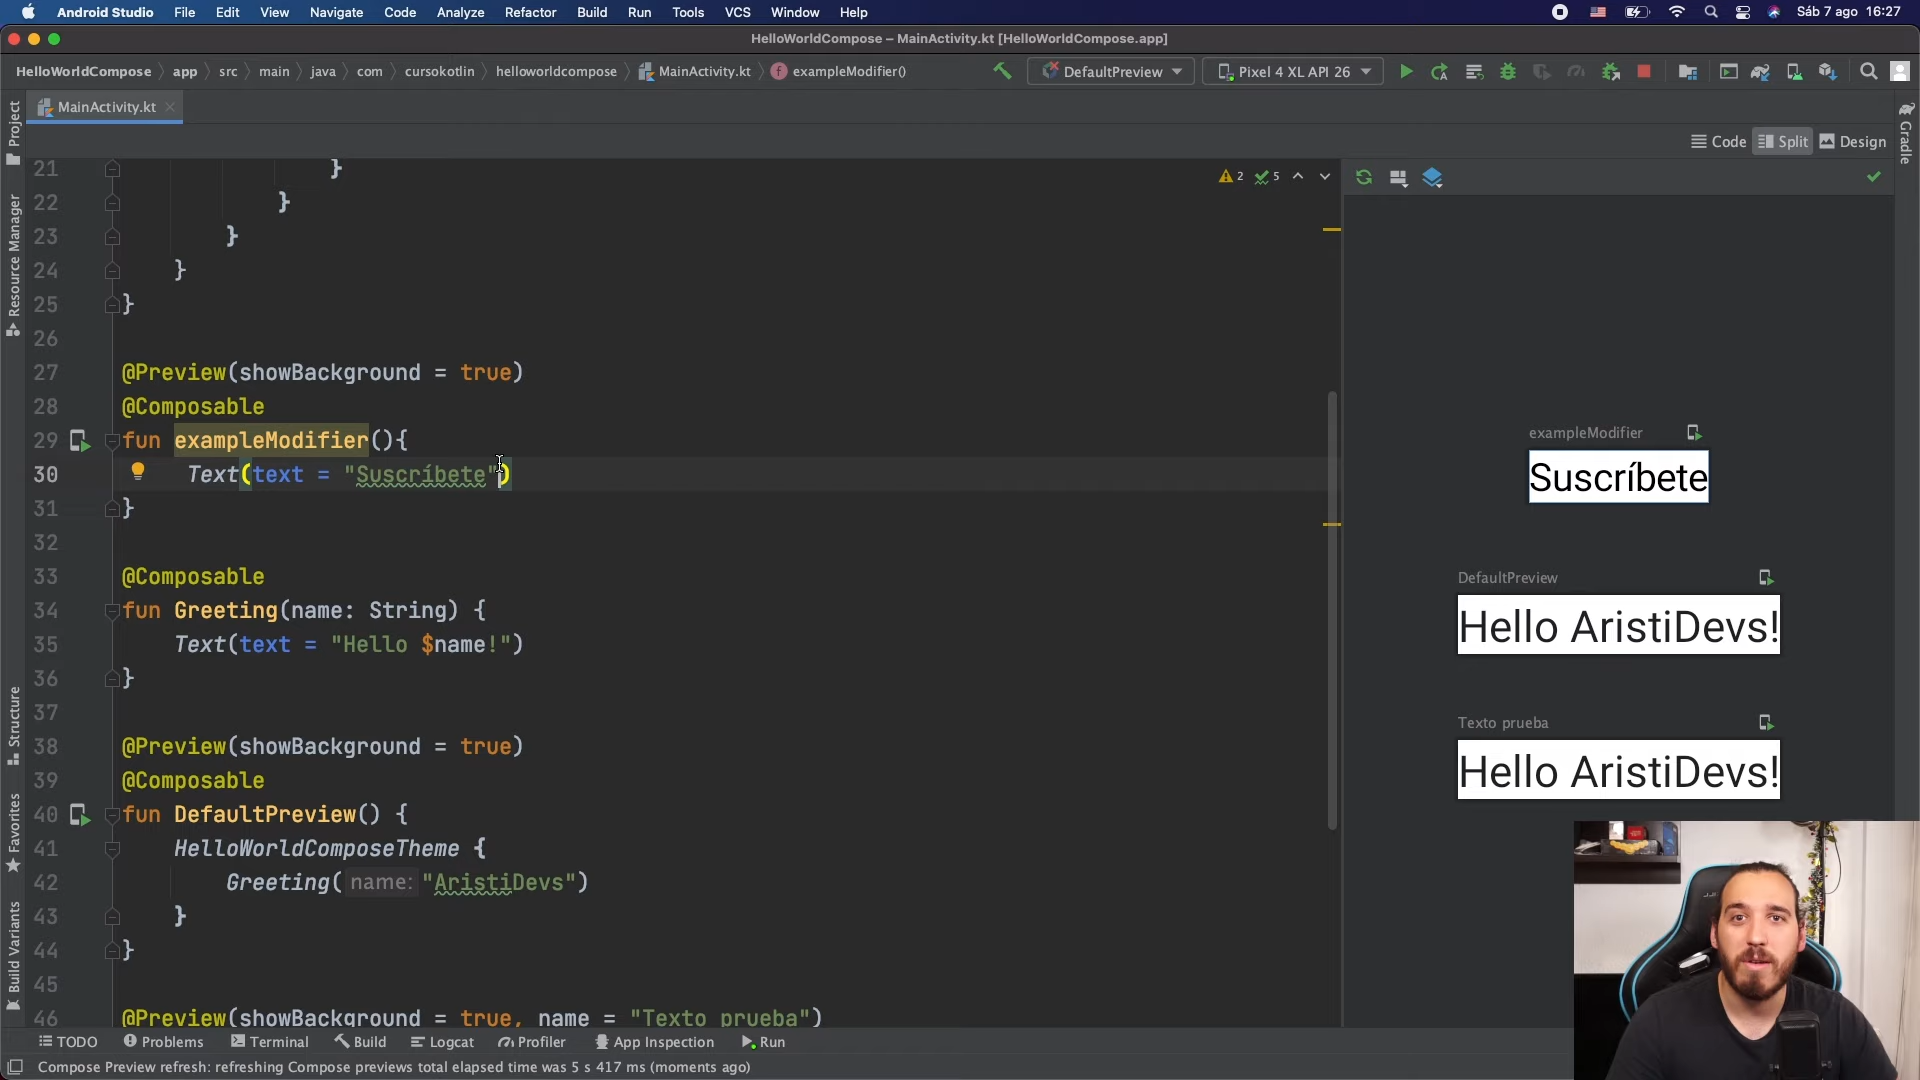 Android Studio File Edit View Navigate Code Analyze Refactor Build Run Tools VCS Window Help Sáb 7 ago 16:27
HelloWorldCompose – MainActivity.kt [HelloWorldCompose.app]
HelloWorldCompose app src main java com cursokotlin helloworldcompose MainActivity.kt f exampleModifier() DefaultPreview Pixel 4 XL API 26
MainActivity.kt
Code Split Design
Project
Resource Manager
Structure
Favorites
Build Variants
Gradle
2 5
21 }
22 }
23 }
24 }
25 }
26
27 @Preview(showBackground = true)
28 @Composable
29 fun exampleModifier(){
30 Text(text = "Suscríbete")
31 }
32
33 @Composable
34 fun Greeting(name: String) {
35 Text(text = "Hello $name!")
36 }
37
38 @Preview(showBackground = true)
39 @Composable
40 fun DefaultPreview() {
41 HelloWorldComposeTheme {
42 Greeting( name: "AristiDevs")
43 }
44 }
45
46 @Preview(showBackground = true, name = "Texto prueba")
exampleModifier
Suscríbete
DefaultPreview
Hello AristiDevs!
Texto prueba
Hello AristiDevs!
TODO Problems Terminal Build Logcat Profiler App Inspection Run
Compose Preview refresh: refreshing Compose previews total elapsed time was 5 s 417 ms (moments ago)